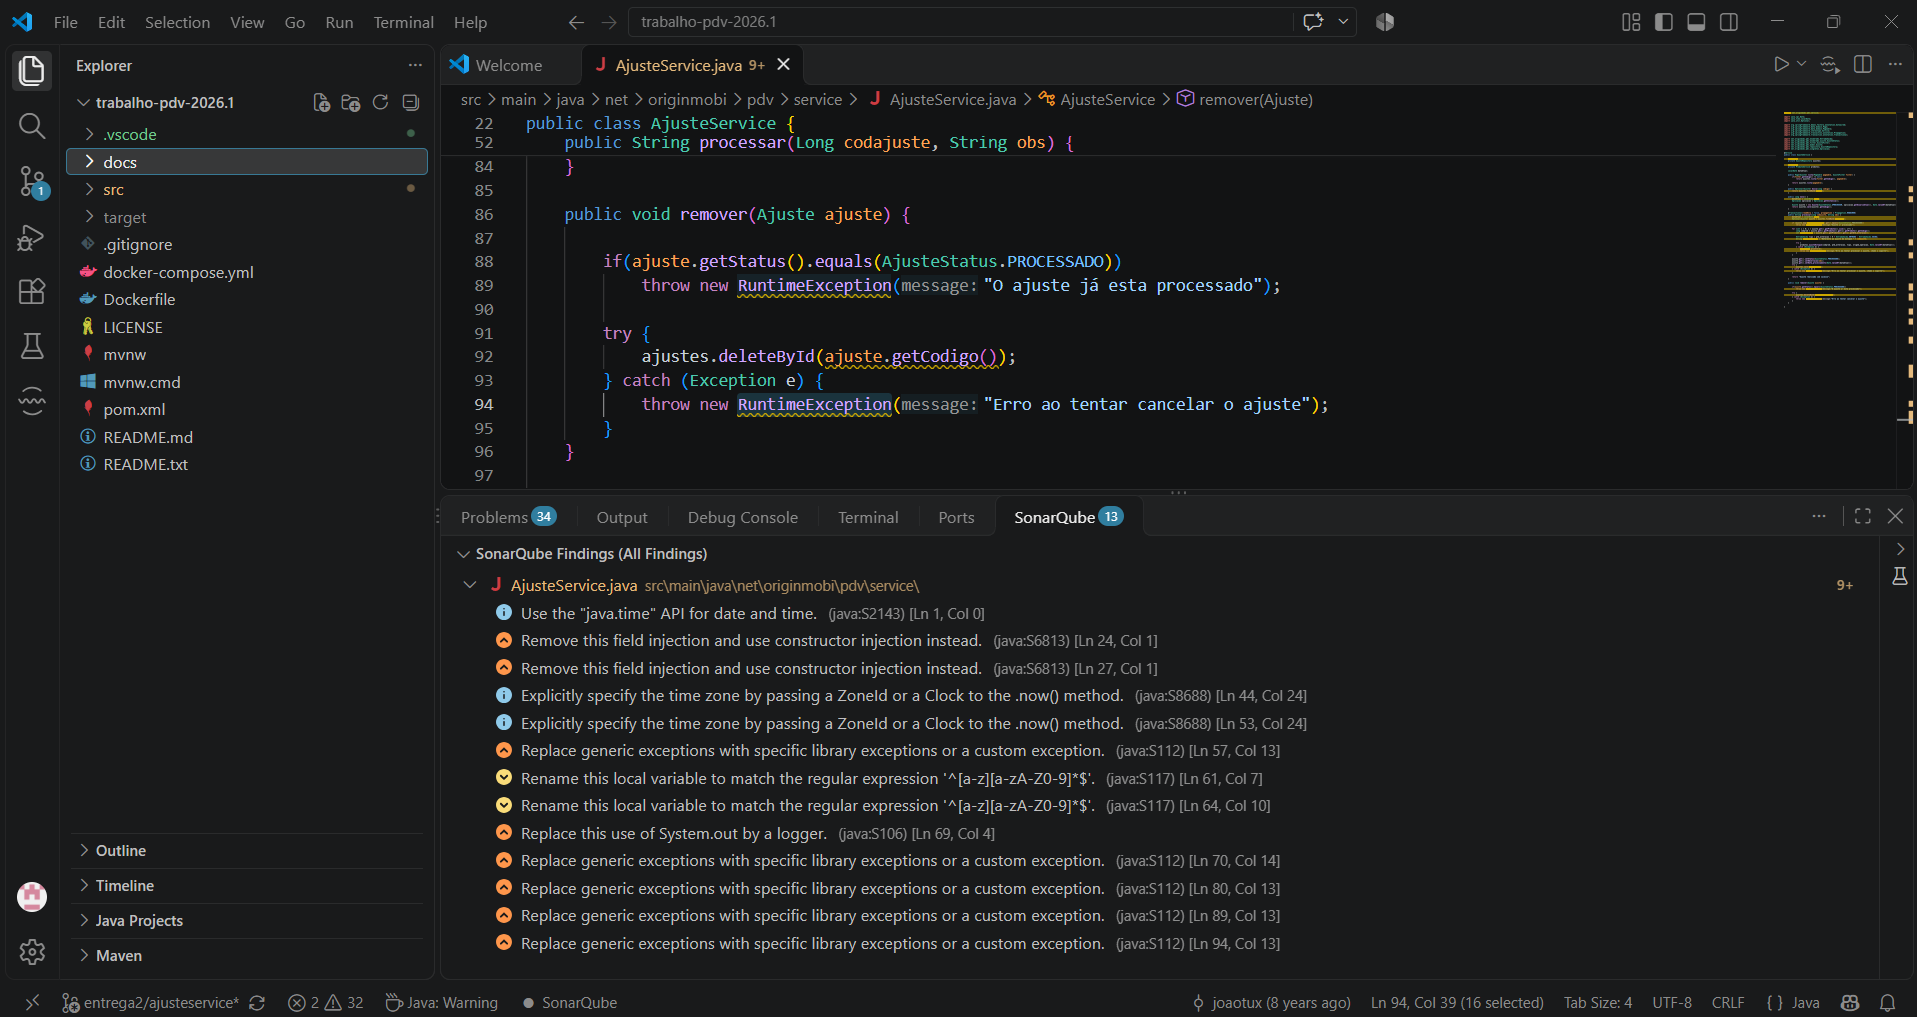 File Edit Selection View Go Run Terminal Help
trabalho-pdv-2026.1
Explorer
trabalho-pdv-2026.1
.vscode
docs
src
target
.gitignore
docker-compose.yml
Dockerfile
LICENSE
mvnw
mvnw.cmd
pom.xml
README.md
README.txt
Outline
Timeline
Java Projects
Maven
1
Welcome
J AjusteService.java 9+
src > main > java > net > originmobi > pdv > service > J AjusteService.java > AjusteService > remover(Ajuste)
22 public class AjusteService {
52 public String processar(Long codajuste, String obs) {
84 }
85
86 public void remover(Ajuste ajuste) {
87
88 if(ajuste.getStatus().equals(AjusteStatus.PROCESSADO))
89 throw new RuntimeException(message: "O ajuste já esta processado");
90
91 try {
92 ajustes.deleteById(ajuste.getCodigo());
93 } catch (Exception e) {
94 throw new RuntimeException(message: "Erro ao tentar cancelar o ajuste");
95 }
96 }
97
Problems 34 Output Debug Console Terminal Ports SonarQube 13
SonarQube Findings (All Findings)
J AjusteService.java src\main\java\net\originmobi\pdv\service\ 9+
Use the "java.time" API for date and time. (java:S2143) [Ln 1, Col 0]
Remove this field injection and use constructor injection instead. (java:S6813) [Ln 24, Col 1]
Remove this field injection and use constructor injection instead. (java:S6813) [Ln 27, Col 1]
Explicitly specify the time zone by passing a ZoneId or a Clock to the .now() method. (java:S8688) [Ln 44, Col 24]
Explicitly specify the time zone by passing a ZoneId or a Clock to the .now() method. (java:S8688) [Ln 53, Col 24]
Replace generic exceptions with specific library exceptions or a custom exception. (java:S112) [Ln 57, Col 13]
Rename this local variable to match the regular expression '^[a-z][a-zA-Z0-9]*$'. (java:S117) [Ln 61, Col 7]
Rename this local variable to match the regular expression '^[a-z][a-zA-Z0-9]*$'. (java:S117) [Ln 64, Col 10]
Replace this use of System.out by a logger. (java:S106) [Ln 69, Col 4]
Replace generic exceptions with specific library exceptions or a custom exception. (java:S112) [Ln 70, Col 14]
Replace generic exceptions with specific library exceptions or a custom exception. (java:S112) [Ln 80, Col 13]
Replace generic exceptions with specific library exceptions or a custom exception. (java:S112) [Ln 89, Col 13]
Replace generic exceptions with specific library exceptions or a custom exception. (java:S112) [Ln 94, Col 13]
entrega2/ajusteservice* 2 32 Java: Warning SonarQube joaotux (8 years ago) Ln 94, Col 39 (16 selected) Tab Size: 4 UTF-8 CRLF { } Java